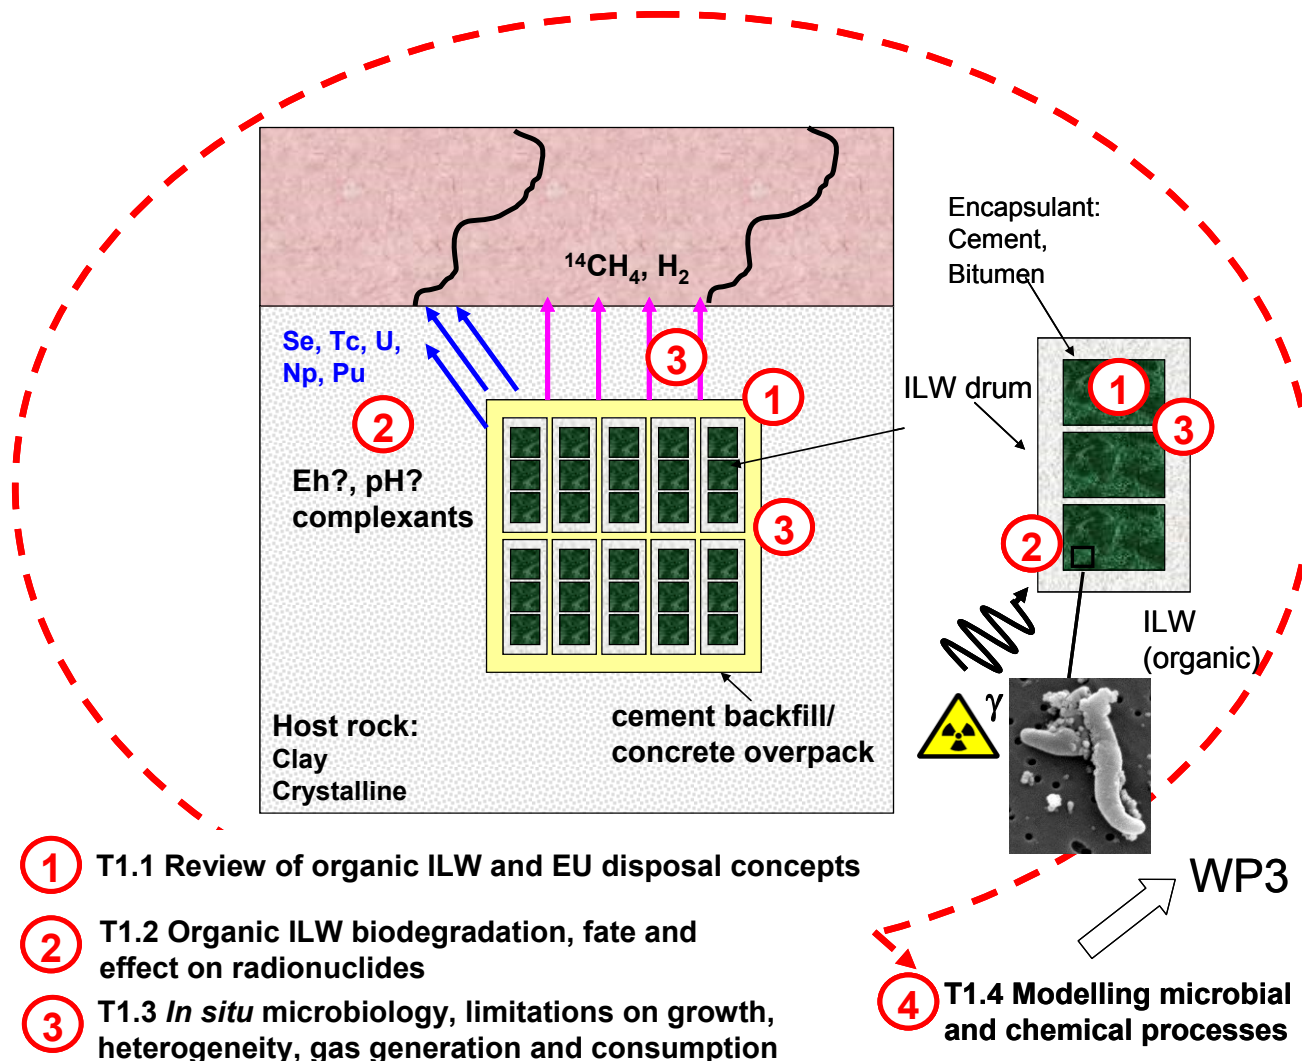 ¹⁴CH₄, H₂
Se, Tc, U,
Np, Pu
3
1
2
Eh?, pH?
complexants
3
Host rock:
Clay
Crystalline
cement backfill/
concrete overpack
Encapsulant:
Cement,
Bitumen
ILW drum
1
3
2
ILW
(organic)
γ
1 T1.1 Review of organic ILW and EU disposal concepts
2 T1.2 Organic ILW biodegradation, fate and
effect on radionuclides
3 T1.3 In situ microbiology, limitations on growth,
heterogeneity, gas generation and consumption
WP3
4 T1.4 Modelling microbial
and chemical processes